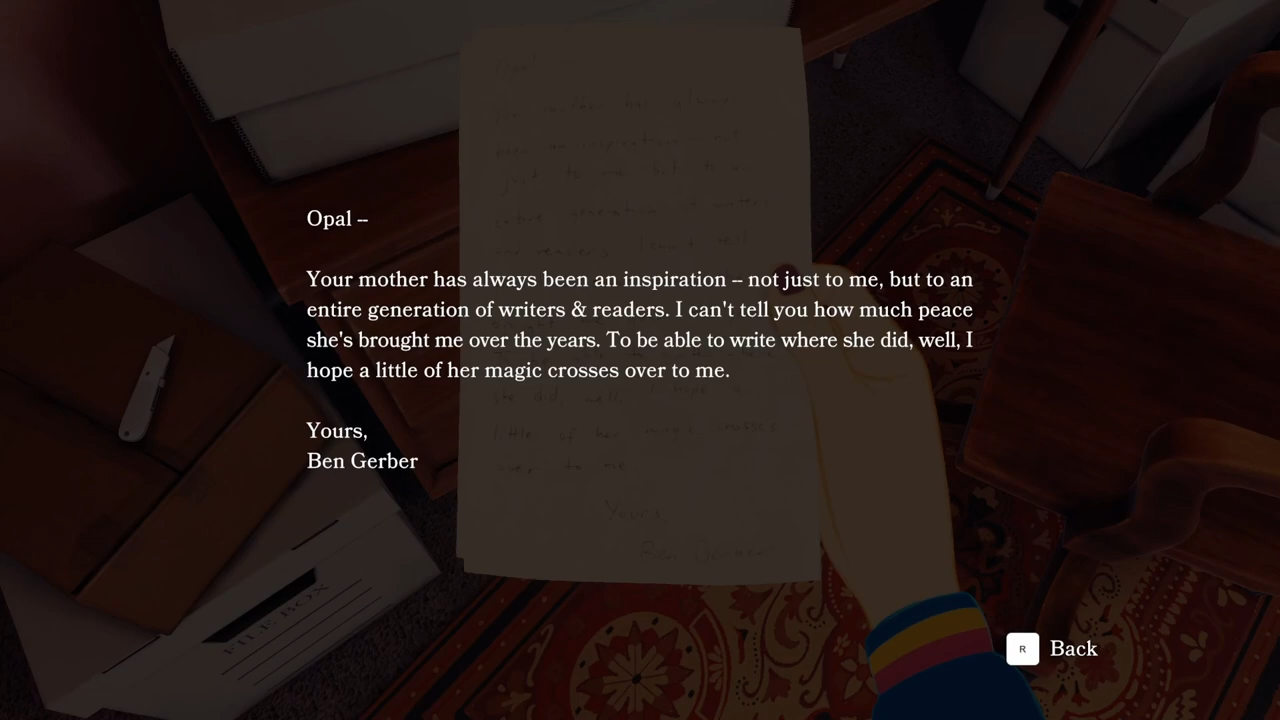 Opal --
Your mother has always been an inspiration -- not just to me, but to an
entire generation of writers & readers. I can't tell you how much peace
she's brought me over the years. To be able to write where she did, well, I
hope a little of her magic crosses over to me.
Yours,
Ben Gerber
FILE BOX
R Back